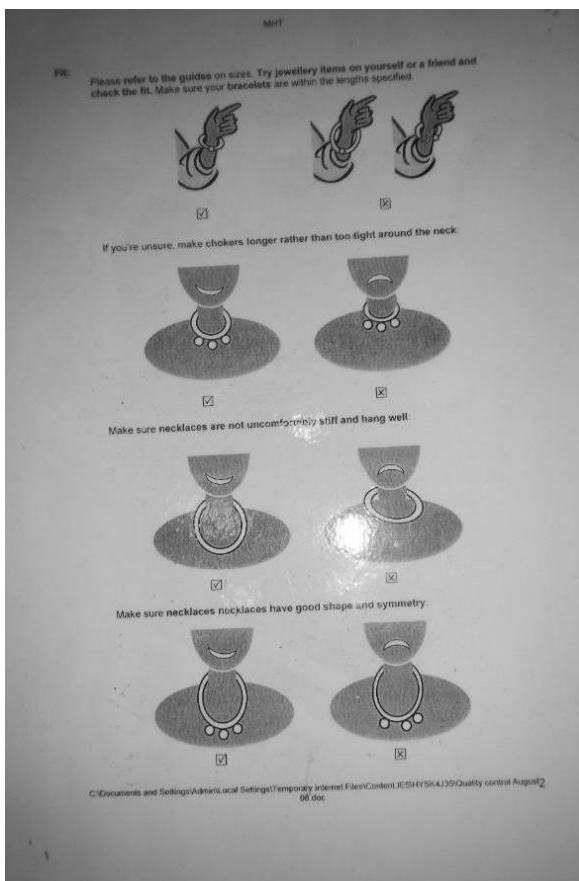 MHT
Fit: Please refer to the guides on sizes. Try jewellery items on yourself or a friend and
check the fit. Make sure your bracelets are within the lengths specified.
If you're unsure, make chokers longer rather than too tight around the neck:
Make sure necklaces are not uncomfortably stiff and hang well:
Make sure necklaces necklaces have good shape and symmetry:
C:\Documents and Settings\Admin\Local Settings\Temporary Internet Files\Content.IE5\HY5K4J35\Quality control August 2
06.doc